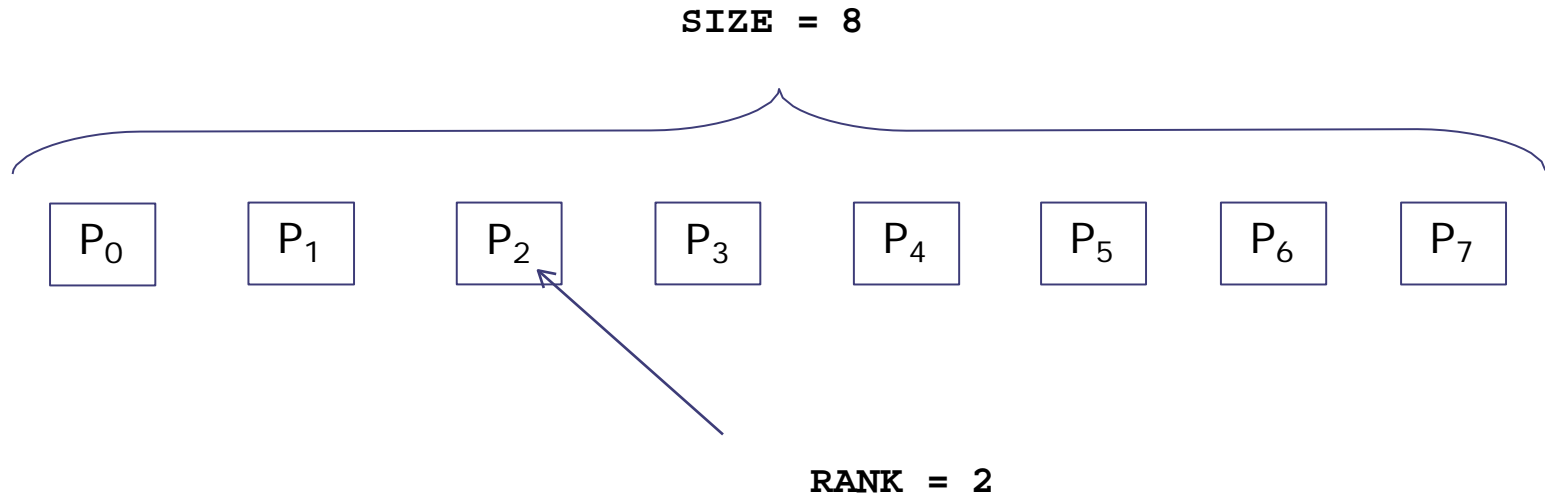 SIZE = 8
P₀ P₁ P₂ P₃ P₄ P₅ P₆ P₇
RANK = 2